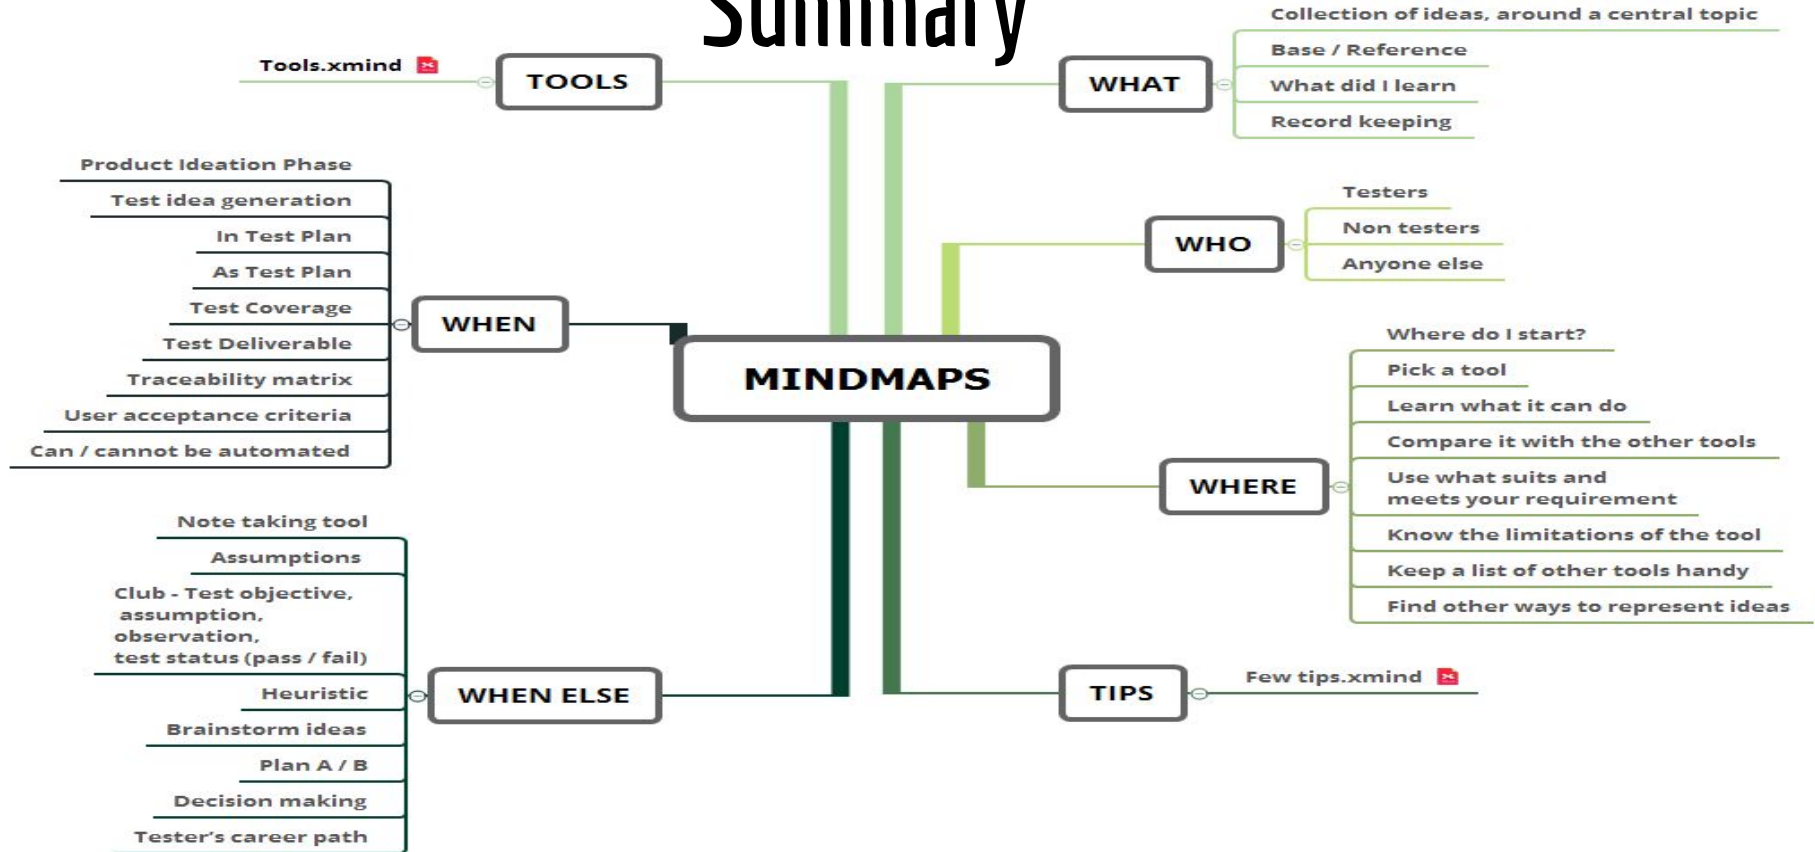 Summary
MINDMAPS
WHAT
Collection of ideas, around a central topic
Base / Reference
What did I learn
Record keeping
WHO
Testers
Non testers
Anyone else
WHERE
Where do I start?
Pick a tool
Learn what it can do
Compare it with the other tools
Use what suits and
meets your requirement
Know the limitations of the tool
Keep a list of other tools handy
Find other ways to represent ideas
TIPS
Few tips.xmind
TOOLS
Tools.xmind
WHEN
Product Ideation Phase
Test idea generation
In Test Plan
As Test Plan
Test Coverage
Test Deliverable
Traceability matrix
User acceptance criteria
Can / cannot be automated
WHEN ELSE
Note taking tool
Assumptions
Club - Test objective,
assumption,
observation,
test status (pass / fail)
Heuristic
Brainstorm ideas
Plan A / B
Decision making
Tester’s career path